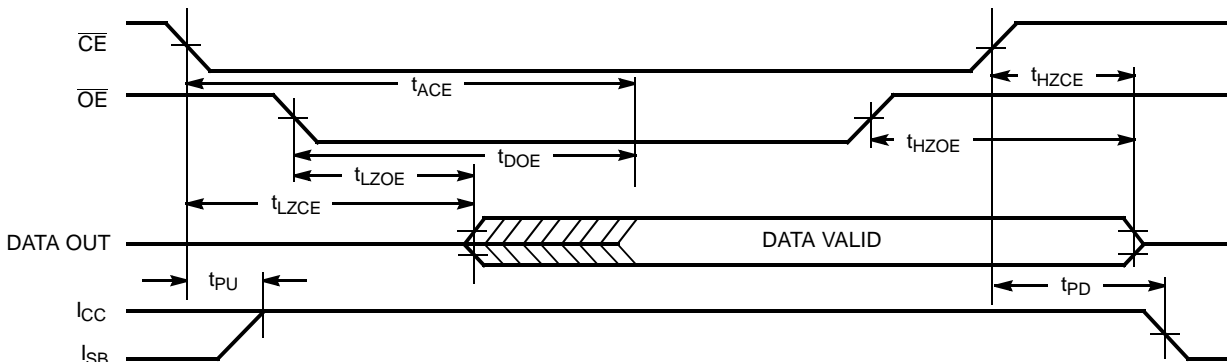 CE
tACE
tHZCE
OE
tHZOE
tDOE
tLZOE
tLZCE
DATA OUT
DATA VALID
tPU
tPD
ICC
ISB